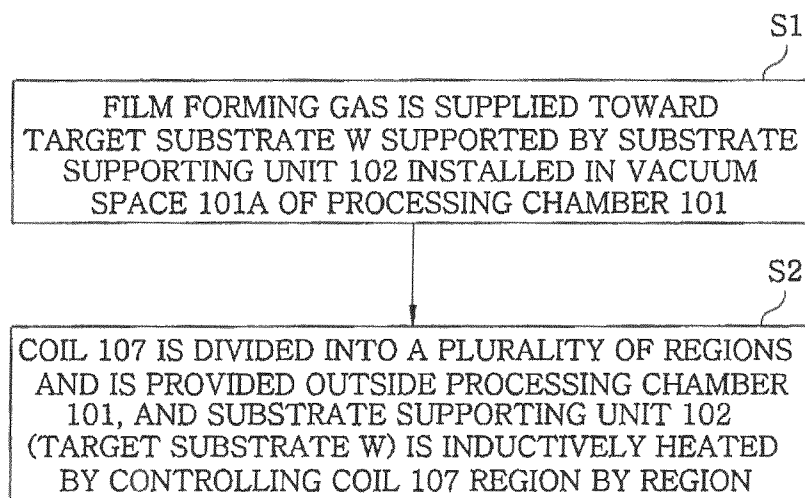 S1
FILM FORMING GAS IS SUPPLIED TOWARD
TARGET SUBSTRATE W SUPPORTED BY SUBSTRATE
SUPPORTING UNIT 102 INSTALLED IN VACUUM
SPACE 101A OF PROCESSING CHAMBER 101
S2
COIL 107 IS DIVIDED INTO A PLURALITY OF REGIONS
AND IS PROVIDED OUTSIDE PROCESSING CHAMBER
101, AND SUBSTRATE SUPPORTING UNIT 102
(TARGET SUBSTRATE W) IS INDUCTIVELY HEATED
BY CONTROLLING COIL 107 REGION BY REGION